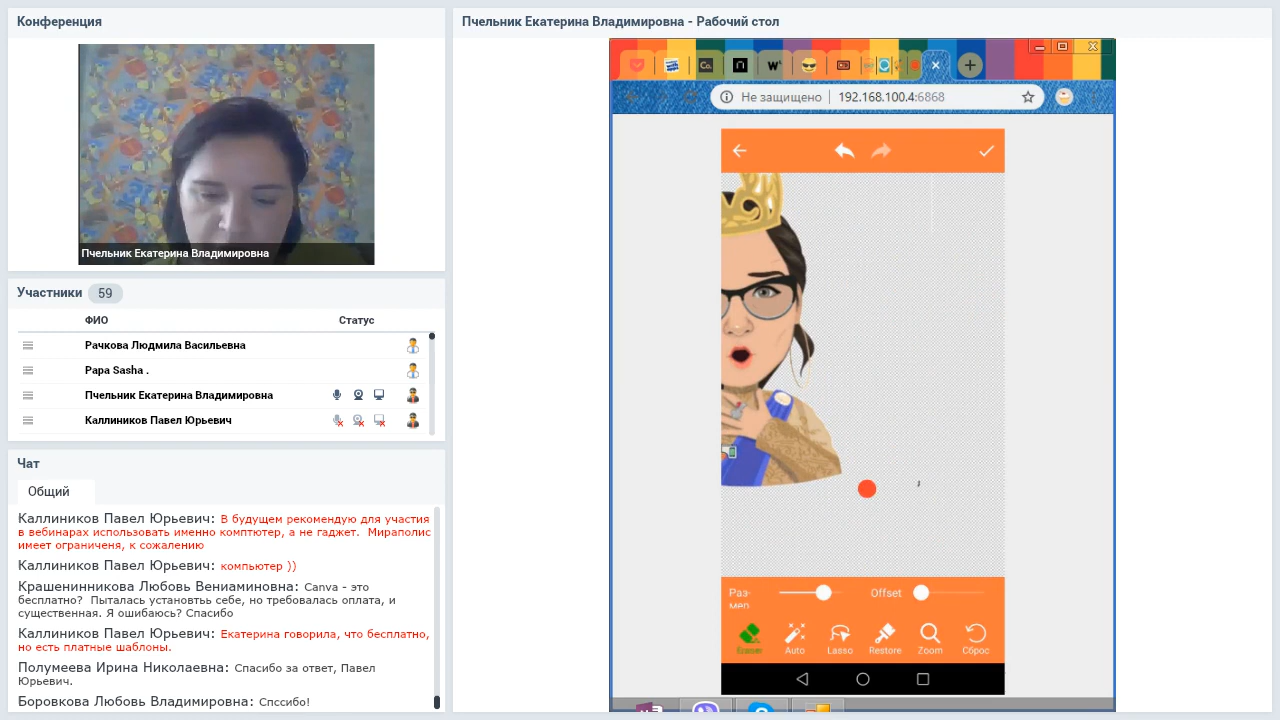 Конференция
Пчельник Екатерина Владимировна
Участники 59
ФИО Статус
Рачкова Людмила Васильевна
Papa Sasha .
Пчельник Екатерина Владимировна
Каллиников Павел Юрьевич
Чат
Общий
Каллиников Павел Юрьевич: В будущем рекомендую для участия
в вебинарах использовать именно комптютер, а не гаджет. Мираполис
имеет ограничения, к сожалению
Каллиников Павел Юрьевич: компьютер ))
Крашенинникова Любовь Вениаминовна: Canva - это
бесплатно? Пыталась установтьь себе, но требовалась оплата, и
существенная. Я ошибаюсь? Спасибо
Каллиников Павел Юрьевич: Екатерина говорила, что бесплатно,
но есть платные шаблоны.
Полумеева Ирина Николаевна: Спасибо за ответ, Павел
Юрьевич.
Боровкова Любовь Владимировна: Спссибо!
Пчельник Екатерина Владимировна - Рабочий стол
Co. W
Не защищено 192.168.100.4:6868
Раз-
мер Offset
Eraser Auto Lasso Restore Zoom Сброс